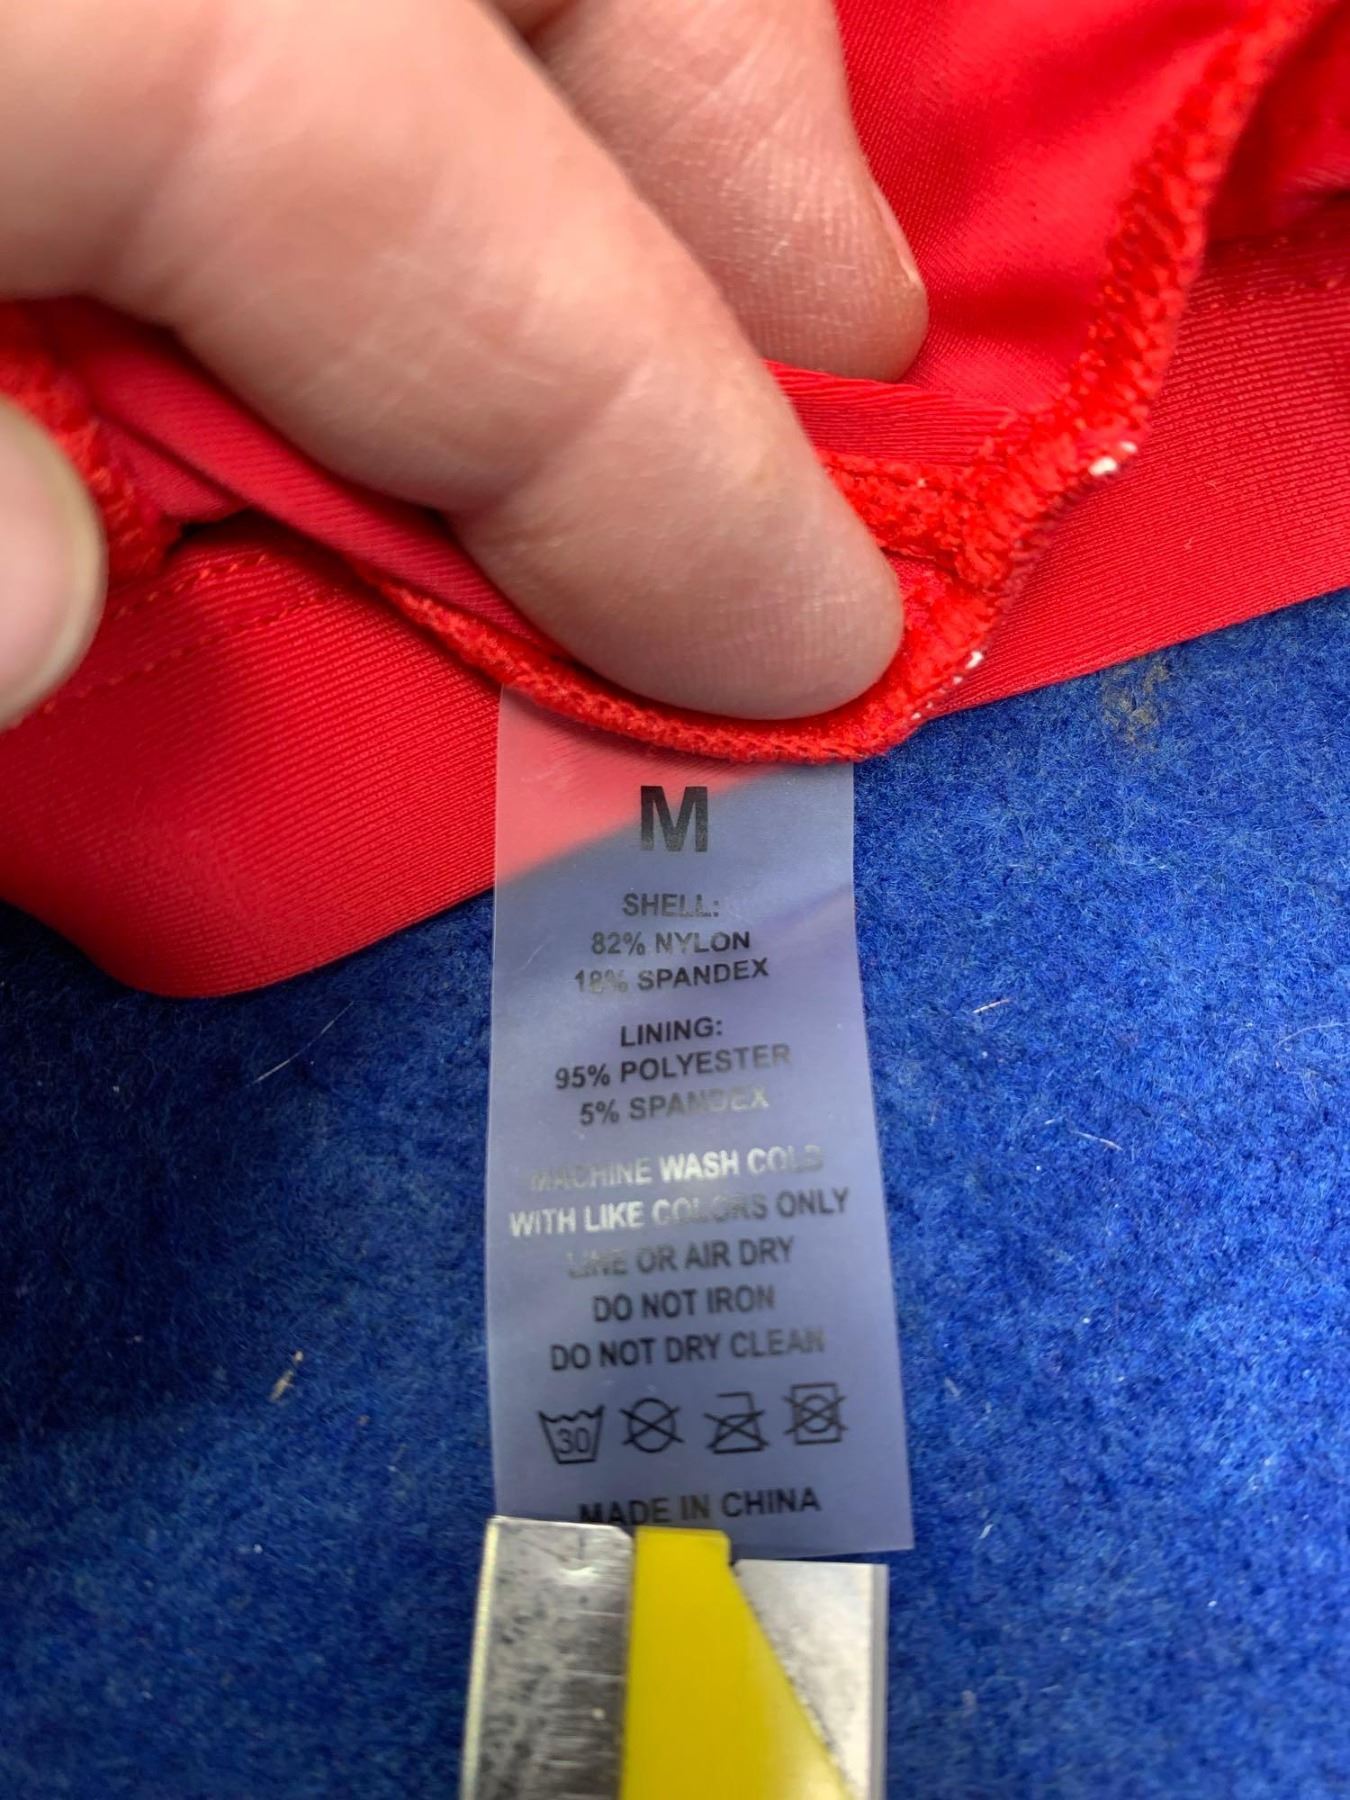 M
SHELL:
82% NYLON
18% SPANDEX
LINING:
95% POLYESTER
5% SPANDEX
MACHINE WASH COLD
WITH LIKE COLORS ONLY
LINE OR AIR DRY
DO NOT IRON
DO NOT DRY CLEAN
30
MADE IN CHINA